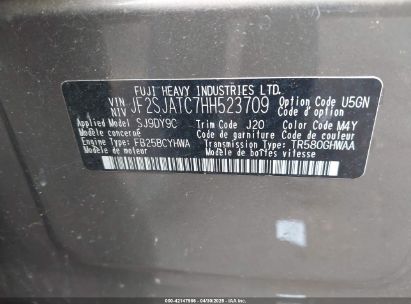 FUJI HEAVY INDUSTRIES LTD.
VIN NIV JF2SJATC7HH523709 Option Code U5GN
Code d'option
Applied Model SJ9DY9C Trim Code J20 Color Code M4Y
Modèle concerné Code de garniture Code de couleur
Engine Type FB25BCYHWA Transmission Type TR580GHWAA
Modèle de moteur Modèle de boîtes vitesse